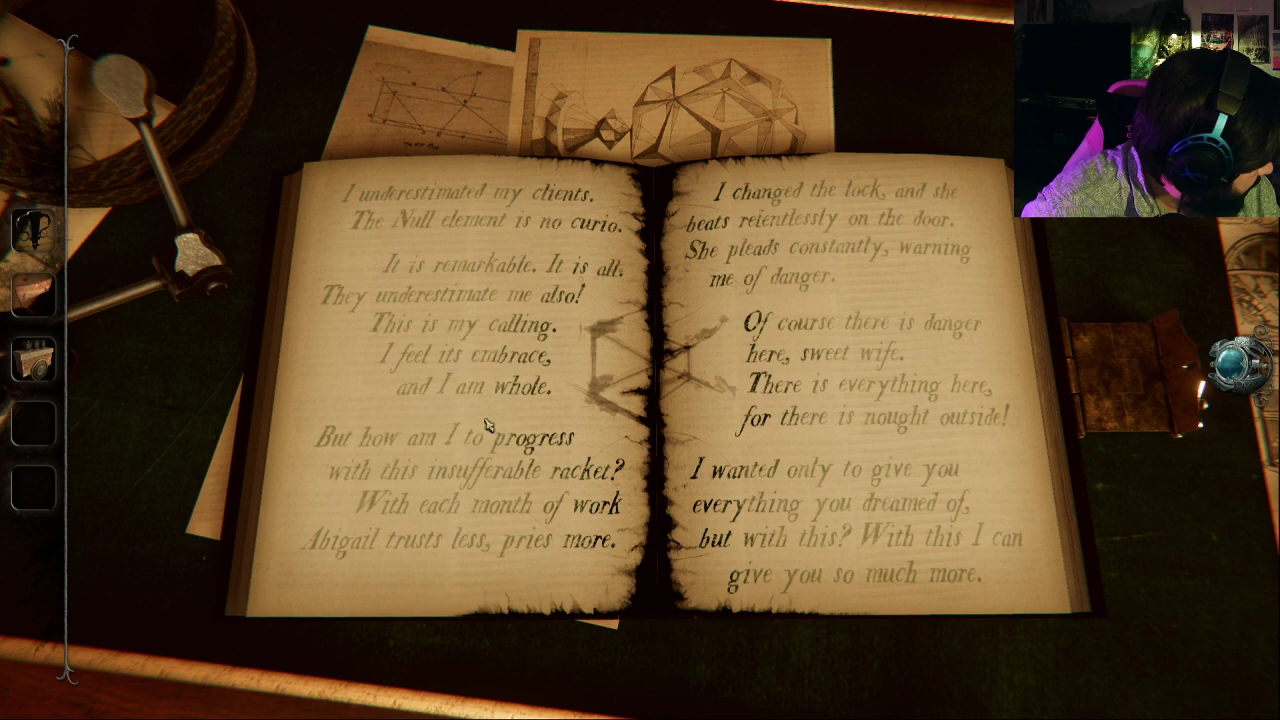 I underestimated my clients.
The Null element is no curio.
It is remarkable. It is all.
They underestimate me also!
This is my calling.
I feel its embrace,
and I am whole.
But how am I to progress
with this insufferable racket?
With each month of work
Abigail trusts less, pries more.
I changed the lock, and she
beats relentlessly on the door.
She pleads constantly, warning
me of danger.
Of course there is danger
here, sweet wife.
There is everything here,
for there is nought outside!
I wanted only to give you
everything you dreamed of,
but with this? With this I can
give you so much more.